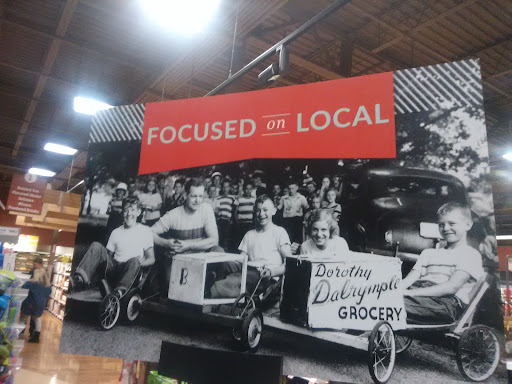 FOCUSED on LOCAL
B
Dorothy
Dalrymple
GROCERY